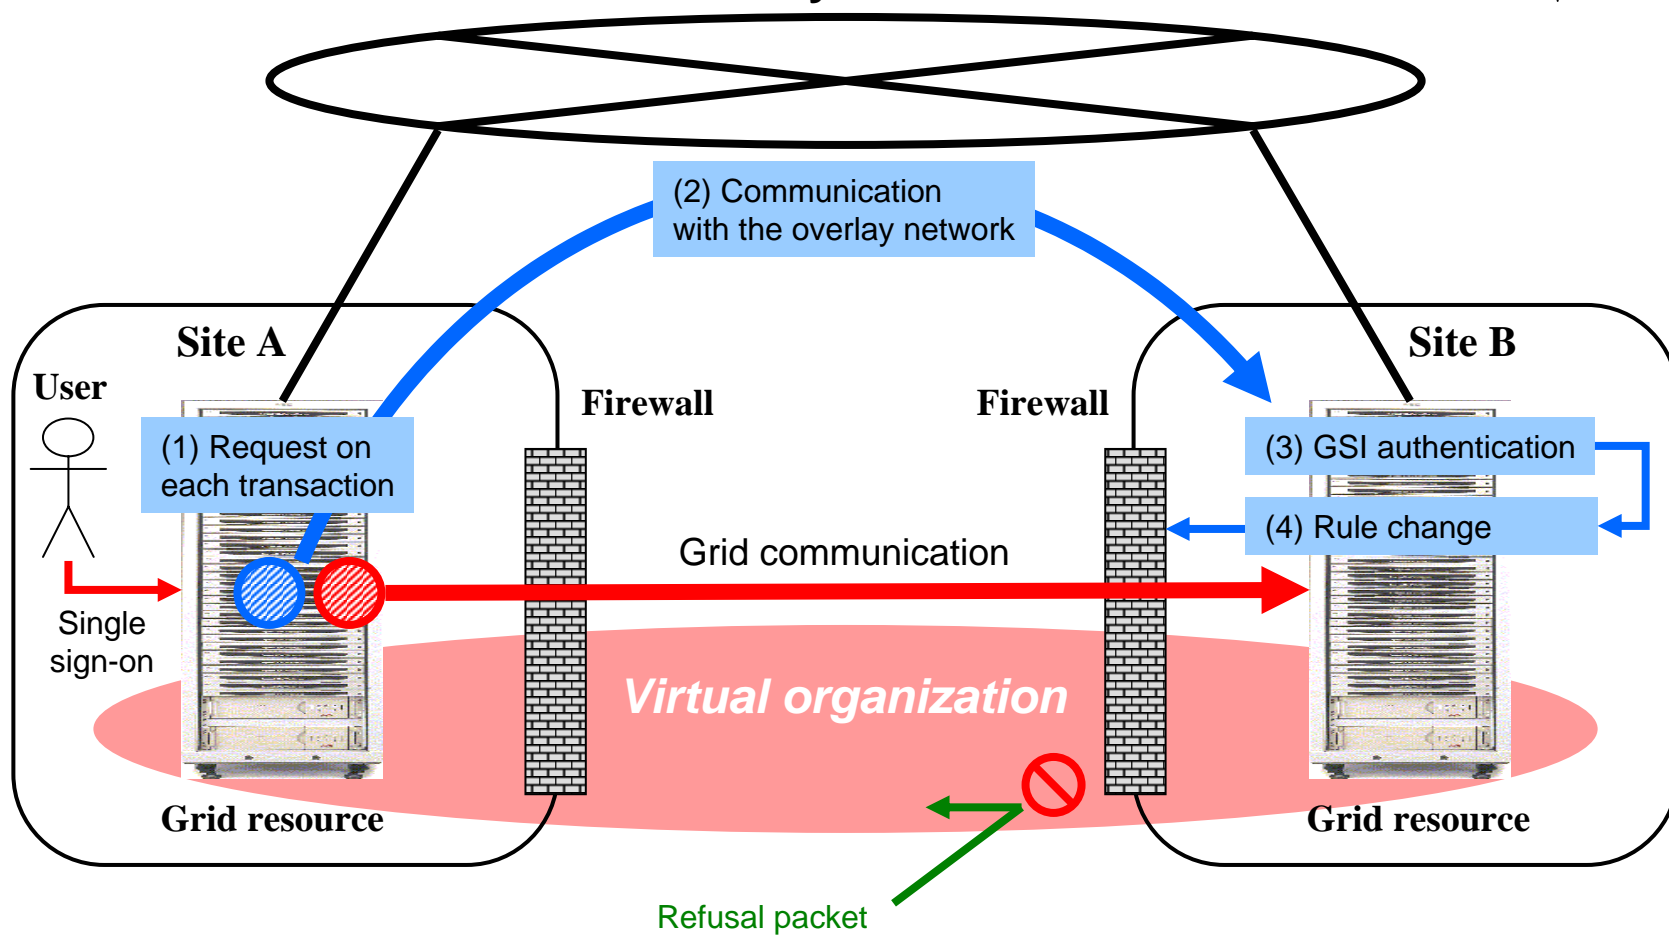 (2) Communication
with the overlay network
Site A
Site B
User
Firewall
Firewall
(1) Request on
each transaction
(3) GSI authentication
(4) Rule change
Grid communication
Single
sign-on
Virtual organization
Grid resource
Grid resource
Refusal packet